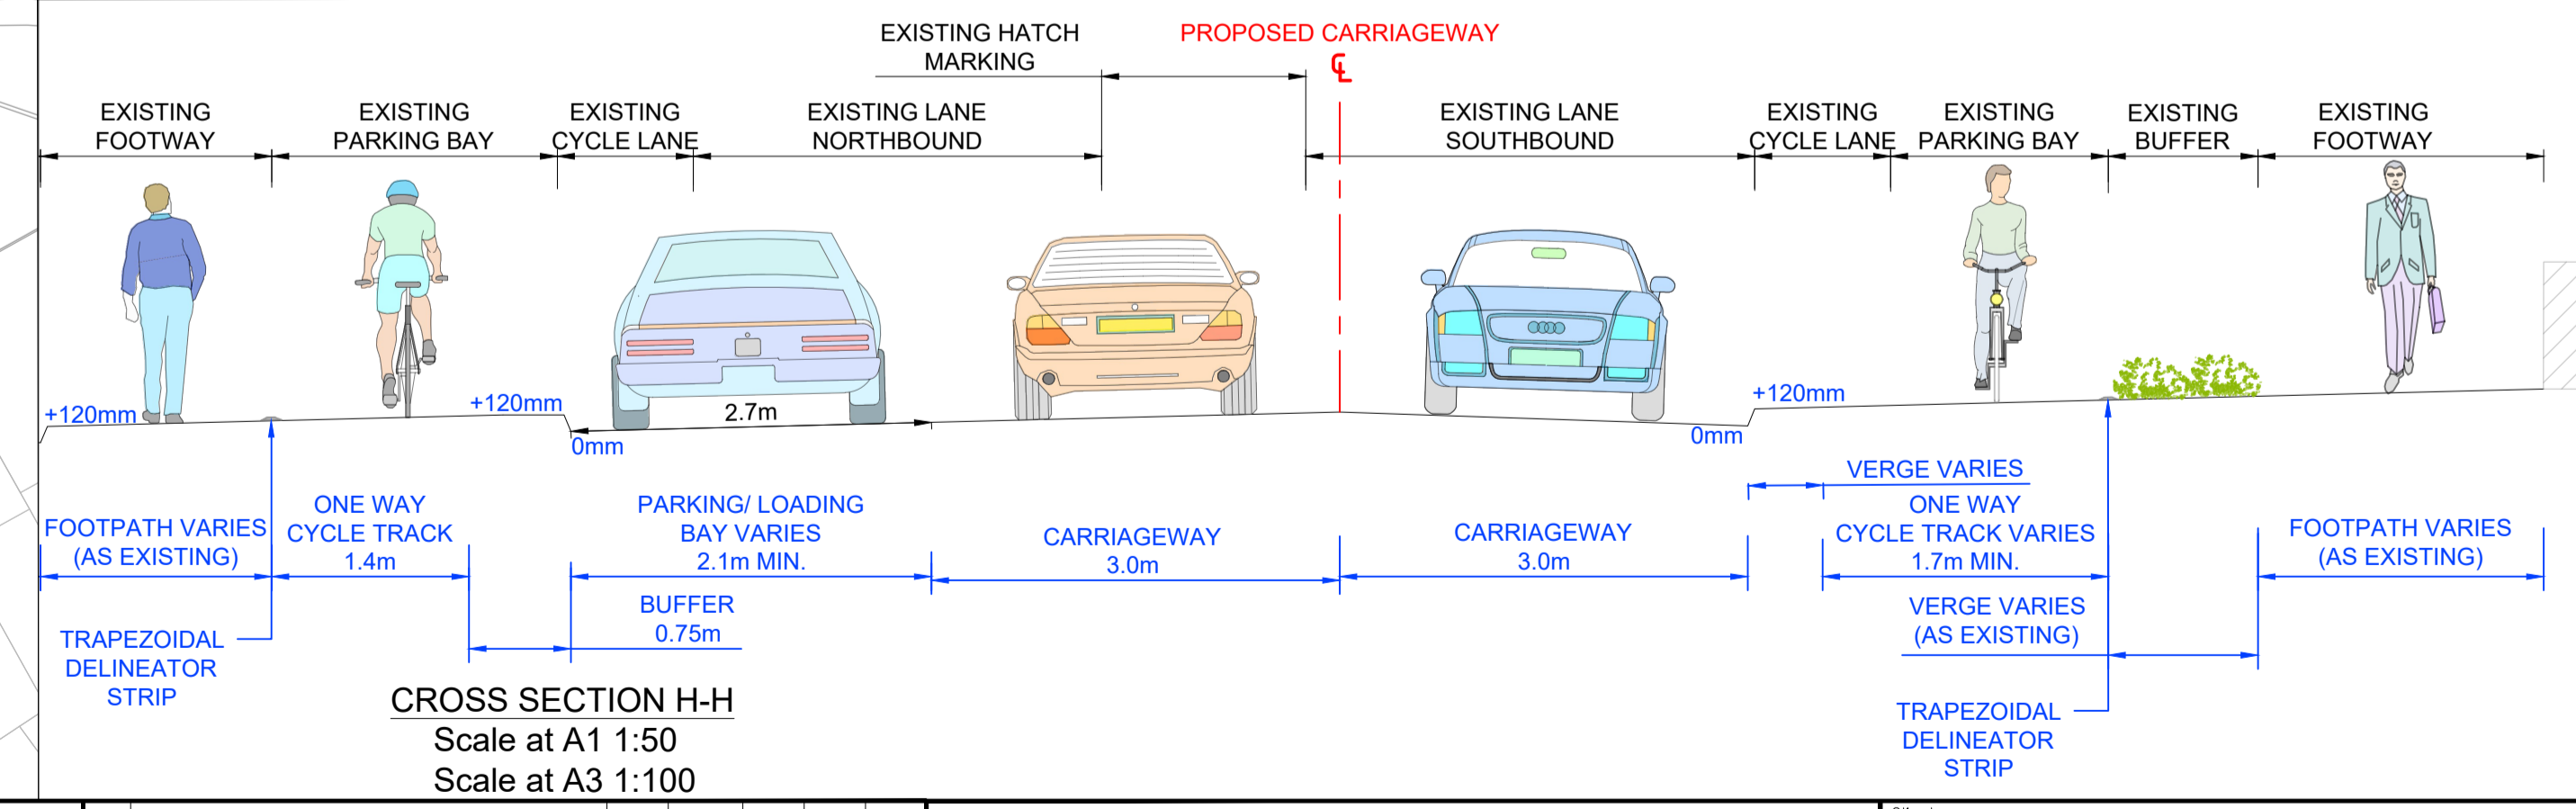 EXISTING HATCH
MARKING
PROPOSED CARRIAGEWAY
℄
EXISTING
FOOTWAY
EXISTING
PARKING BAY
EXISTING
CYCLE LANE
EXISTING LANE
NORTHBOUND
EXISTING LANE
SOUTHBOUND
EXISTING
CYCLE LANE
EXISTING
PARKING BAY
EXISTING
BUFFER
EXISTING
FOOTWAY
+120mm
+120mm
0mm
2.7m
0mm
+120mm
FOOTPATH VARIES
(AS EXISTING)
ONE WAY
CYCLE TRACK
1.4m
PARKING/ LOADING
BAY VARIES
2.1m MIN.
CARRIAGEWAY
3.0m
CARRIAGEWAY
3.0m
VERGE VARIES
ONE WAY
CYCLE TRACK VARIES
1.7m MIN.
FOOTPATH VARIES
(AS EXISTING)
BUFFER
0.75m
VERGE VARIES
(AS EXISTING)
TRAPEZOIDAL
DELINEATOR
STRIP
TRAPEZOIDAL
DELINEATOR
STRIP
CROSS SECTION H-H
Scale at A1 1:50
Scale at A3 1:100